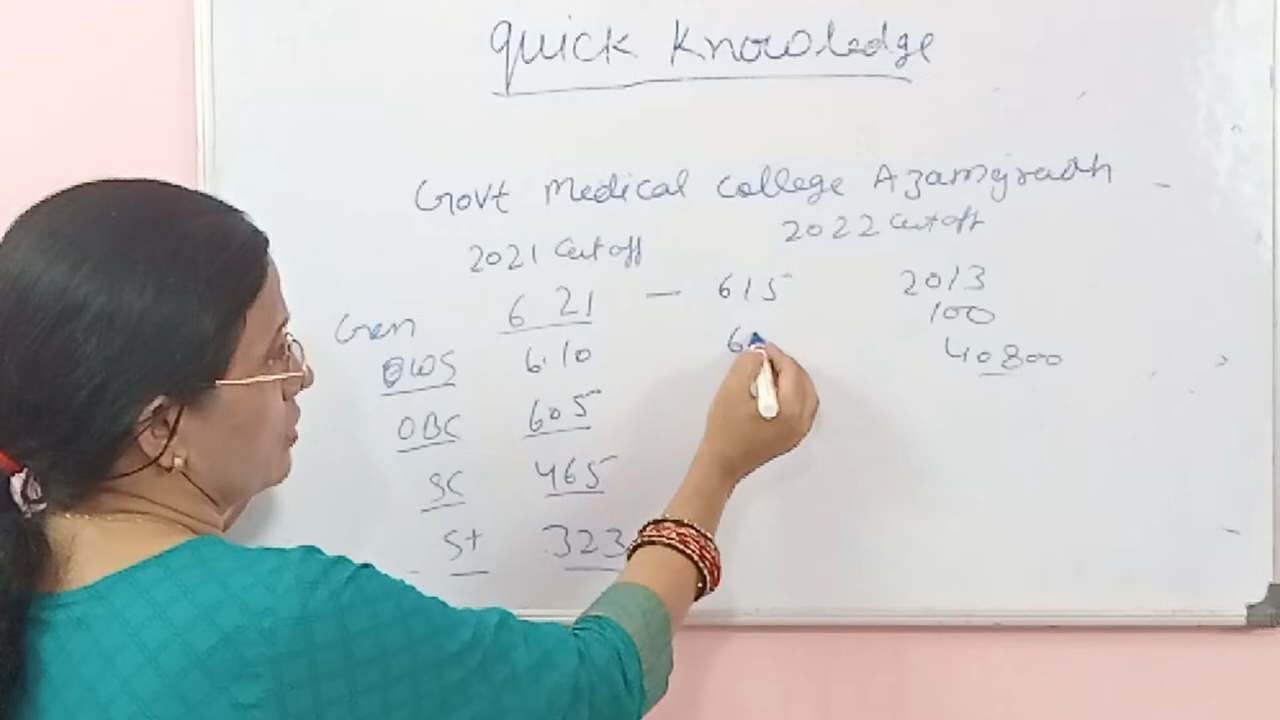 Quick Knowledge
Govt Medical College Azamgradh -
2021 Cutoff 2022 Cutoff
Gen 621 — 615 2013
EWS 610 6 100
OBC 605 40800
SC 465
St 323